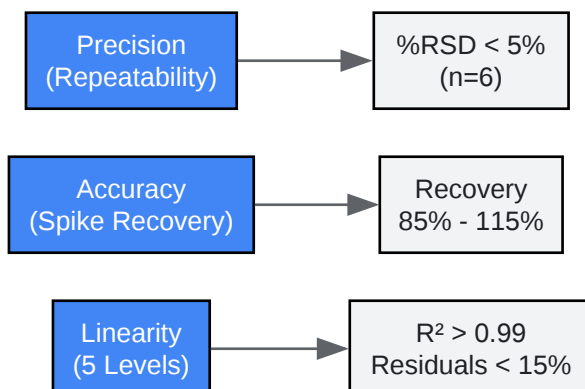 Precision
(Repeatability)
%RSD < 5%
(n=6)
Accuracy
(Spike Recovery)
Recovery
85% - 115%
Linearity
(5 Levels)
R² > 0.99
Residuals < 15%